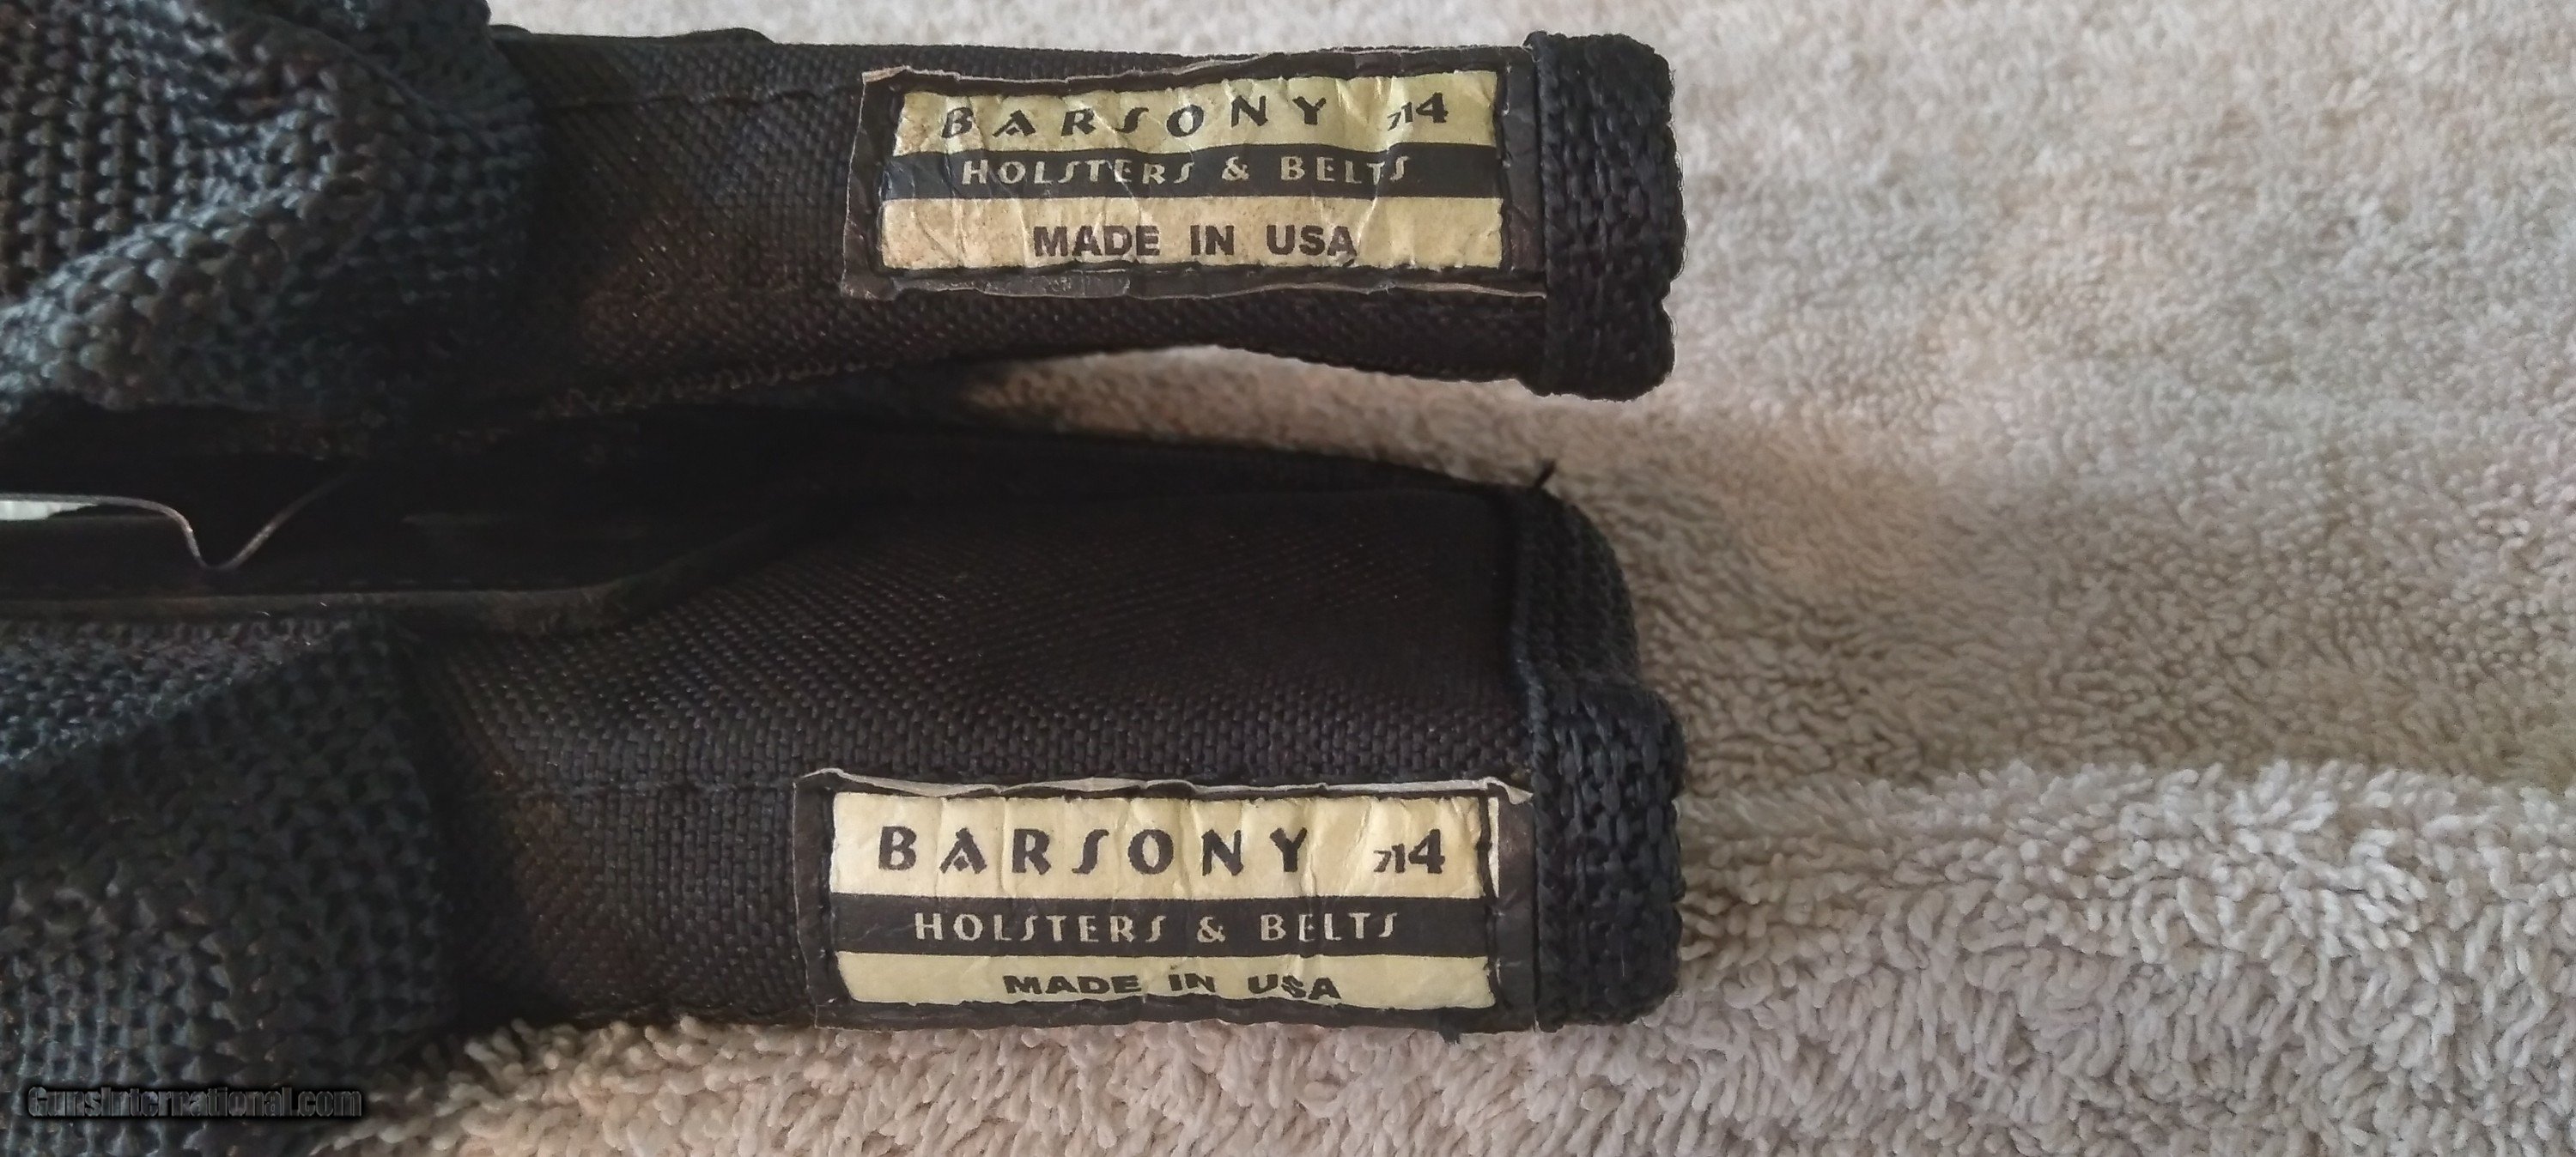 BARSONY 714
HOLSTERS & BELTS
MADE IN USA
BARSONY 714
HOLSTERS & BELTS
MADE IN USA
GunsInternational.com